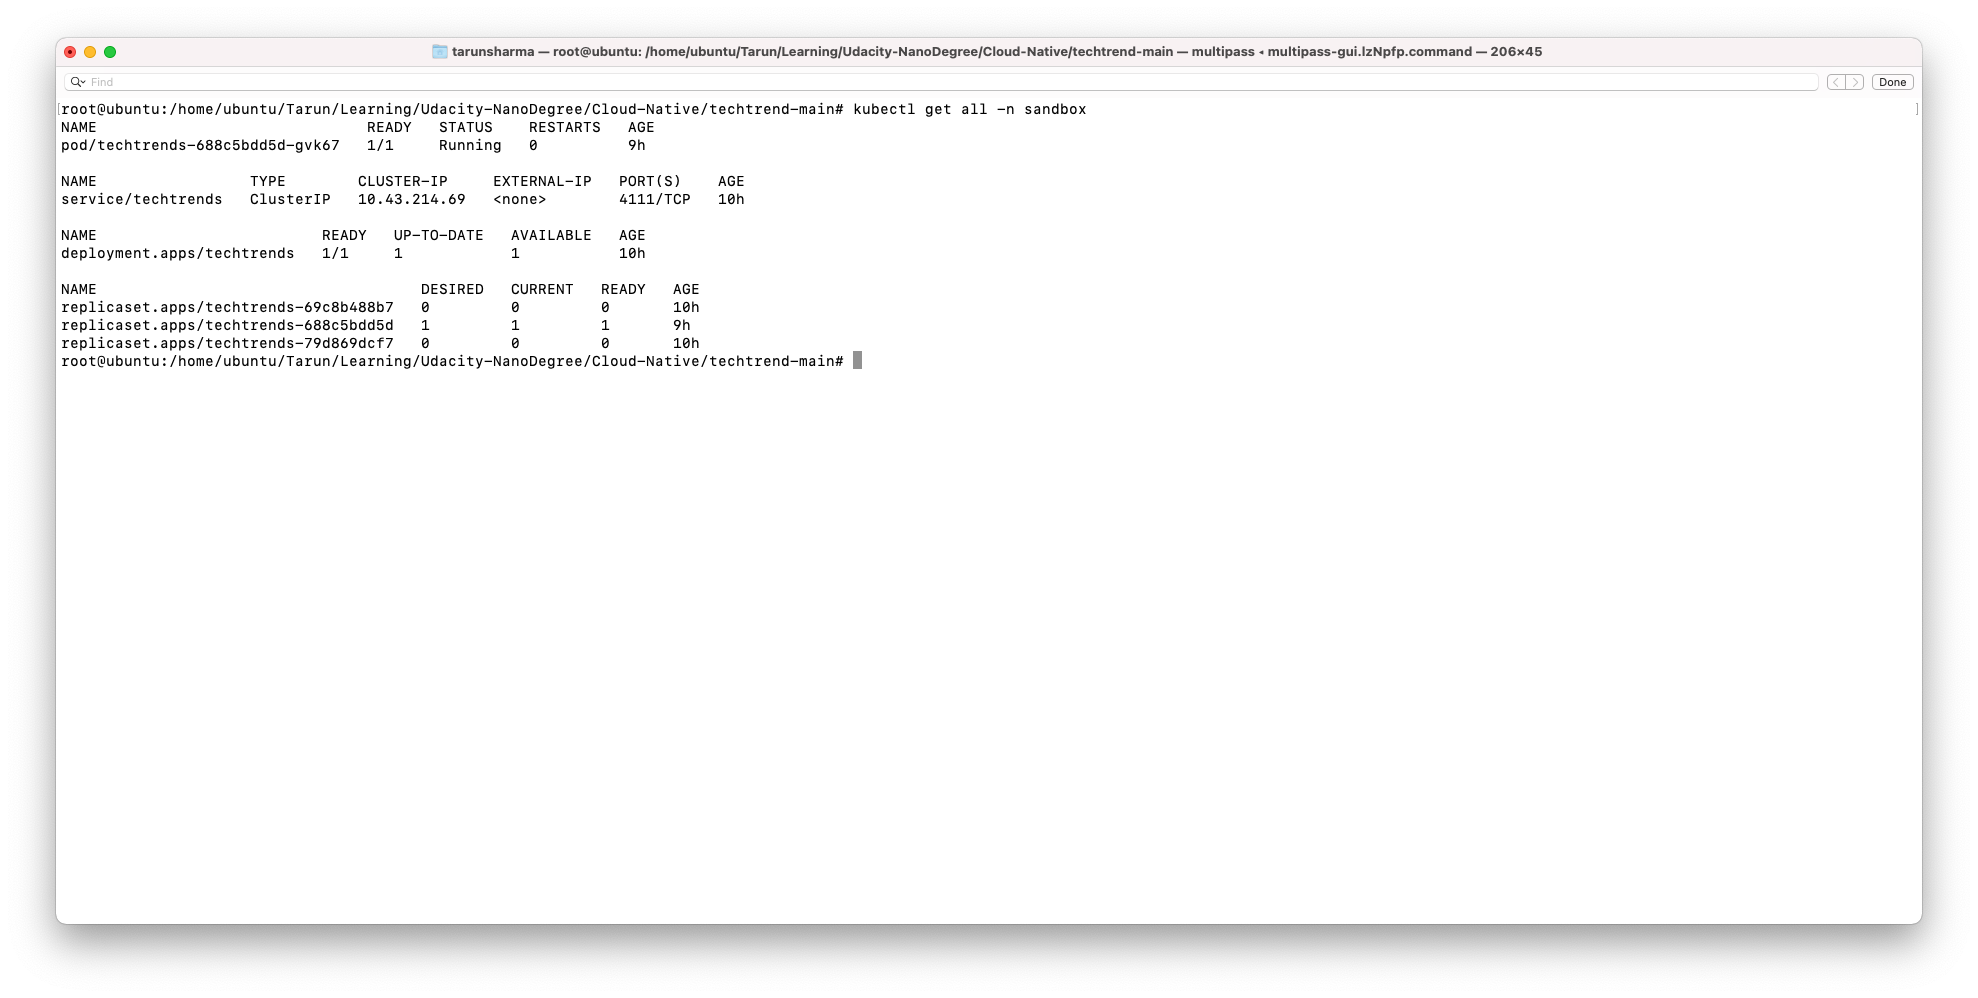 tarunsharma — root@ubuntu: /home/ubuntu/Tarun/Learning/Udacity-NanoDegree/Cloud-Native/techtrend-main — multipass ◂ multipass-gui.lzNpfp.command — 206×45
Find Done
[root@ubuntu:/home/ubuntu/Tarun/Learning/Udacity-NanoDegree/Cloud-Native/techtrend-main# kubectl get all -n sandbox ]
NAME                              READY   STATUS    RESTARTS   AGE
pod/techtrends-688c5bdd5d-gvk67   1/1     Running   0          9h
NAME                 TYPE        CLUSTER-IP     EXTERNAL-IP   PORT(S)    AGE
service/techtrends   ClusterIP   10.43.214.69   <none>        4111/TCP   10h
NAME                         READY   UP-TO-DATE   AVAILABLE   AGE
deployment.apps/techtrends   1/1     1            1           10h
NAME                                    DESIRED   CURRENT   READY   AGE
replicaset.apps/techtrends-69c8b488b7   0         0         0       10h
replicaset.apps/techtrends-688c5bdd5d   1         1         1       9h
replicaset.apps/techtrends-79d869dcf7   0         0         0       10h
root@ubuntu:/home/ubuntu/Tarun/Learning/Udacity-NanoDegree/Cloud-Native/techtrend-main#